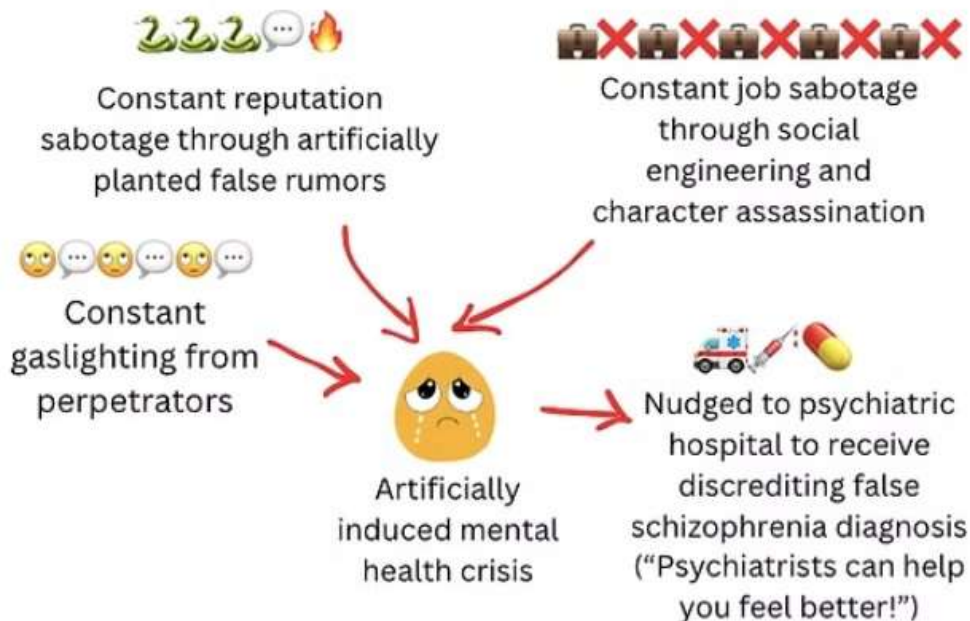 Constant reputation
sabotage through artificially
planted false rumors
Constant job sabotage
through social
engineering and
character assassination
Constant
gaslighting from
perpetrators
Artificially
induced mental
health crisis
Nudged to psychiatric
hospital to receive
discrediting false
schizophrenia diagnosis
(“Psychiatrists can help
you feel better!”)